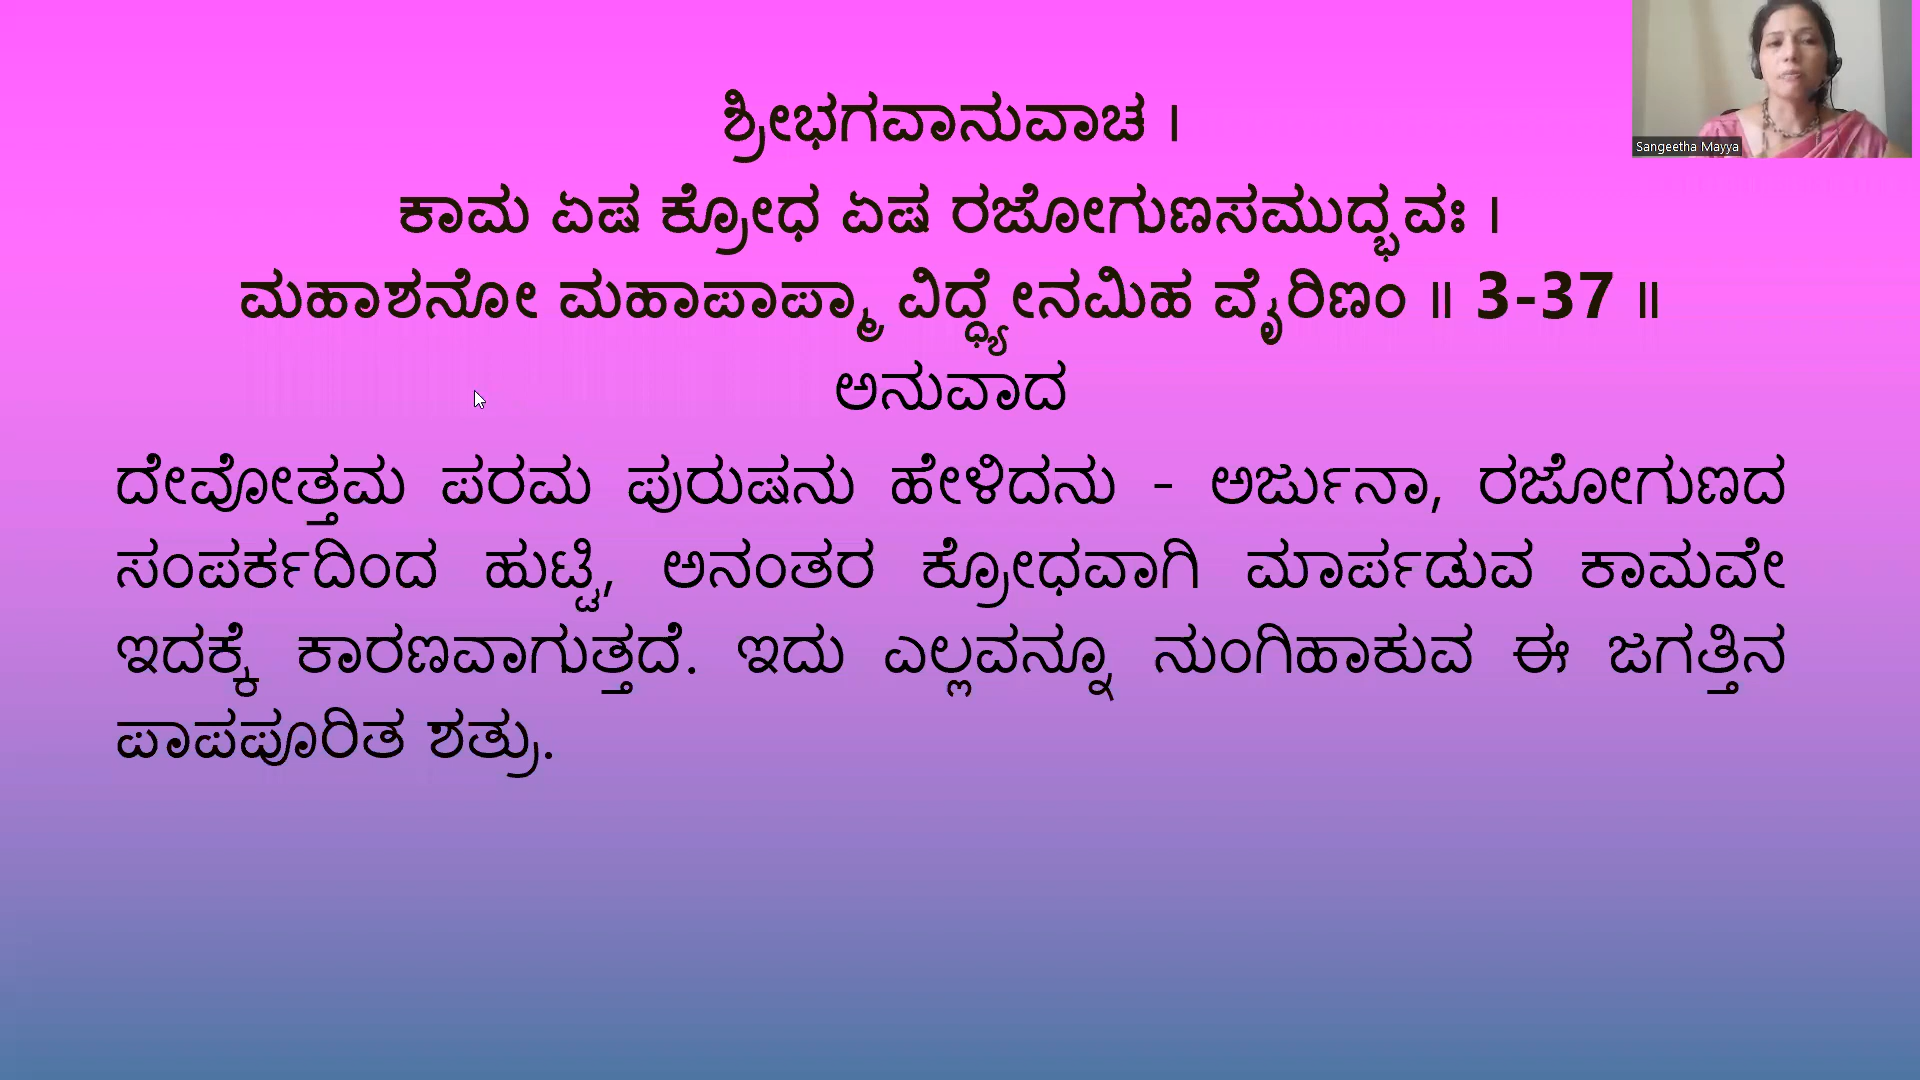 ಶ್ರೀಭಗವಾನುವಾಚ ।
Sangeetha Mayya
ಕಾಮ ಏಷ ಕ್ರೋಧ ಏಷ ರಜೋಗುಣಸಮುದ್ಭವಃ ।
ಮಹಾಶನೋ ಮಹಾಪಾಪ್ಮಾ ವಿದ್ಧ್ಯೇನಮಿಹ ವೈರಿಣಂ ॥ 3-37 ॥
ಅನುವಾದ
ದೇವೋತ್ತಮ ಪರಮ ಪುರುಷನು ಹೇಳಿದನು - ಅರ್ಜುನಾ, ರಜೋಗುಣದ
ಸಂಪರ್ಕದಿಂದ ಹುಟ್ಟಿ, ಅನಂತರ ಕ್ರೋಧವಾಗಿ ಮಾರ್ಪಡುವ ಕಾಮವೇ
ಇದಕ್ಕೆ ಕಾರಣವಾಗುತ್ತದೆ. ಇದು ಎಲ್ಲವನ್ನೂ ನುಂಗಿಹಾಕುವ ಈ ಜಗತ್ತಿನ
ಪಾಪಪೂರಿತ ಶತ್ರು.